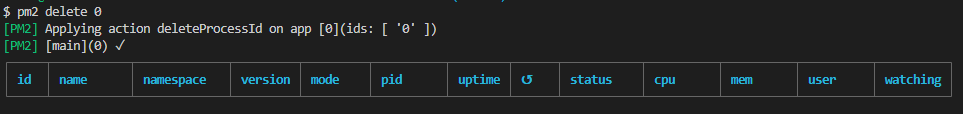 $ pm2 delete 0
[PM2] Applying action deleteProcessId on app [0](ids: [ '0' ])
[PM2] [main](0) ✓
id name namespace version mode pid uptime ↺ status cpu mem user watching